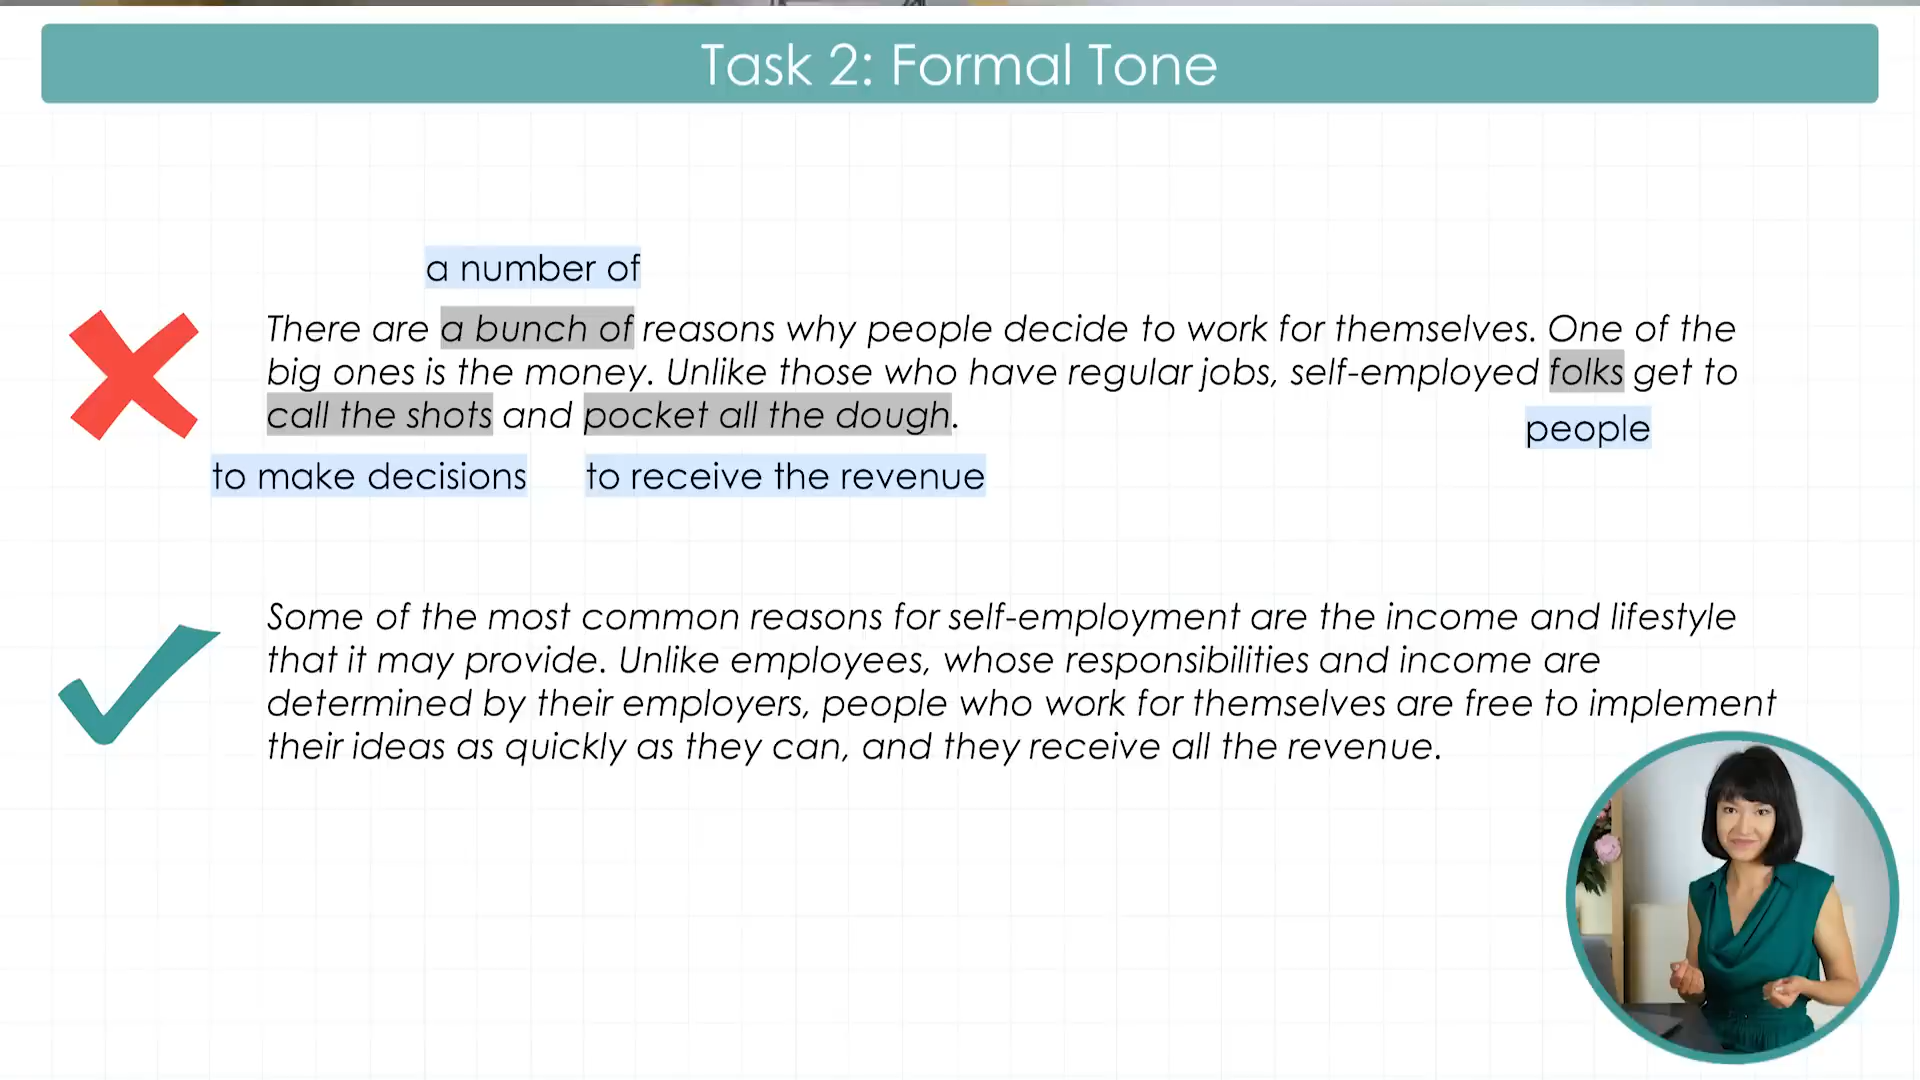 Task 2: Formal Tone
a number of
There are a bunch of reasons why people decide to work for themselves. One of the
big ones is the money. Unlike those who have regular jobs, self-employed folks get to
call the shots and pocket all the dough.
people
to make decisions
to receive the revenue
Some of the most common reasons for self-employment are the income and lifestyle
that it may provide. Unlike employees, whose responsibilities and income are
determined by their employers, people who work for themselves are free to implement
their ideas as quickly as they can, and they receive all the revenue.